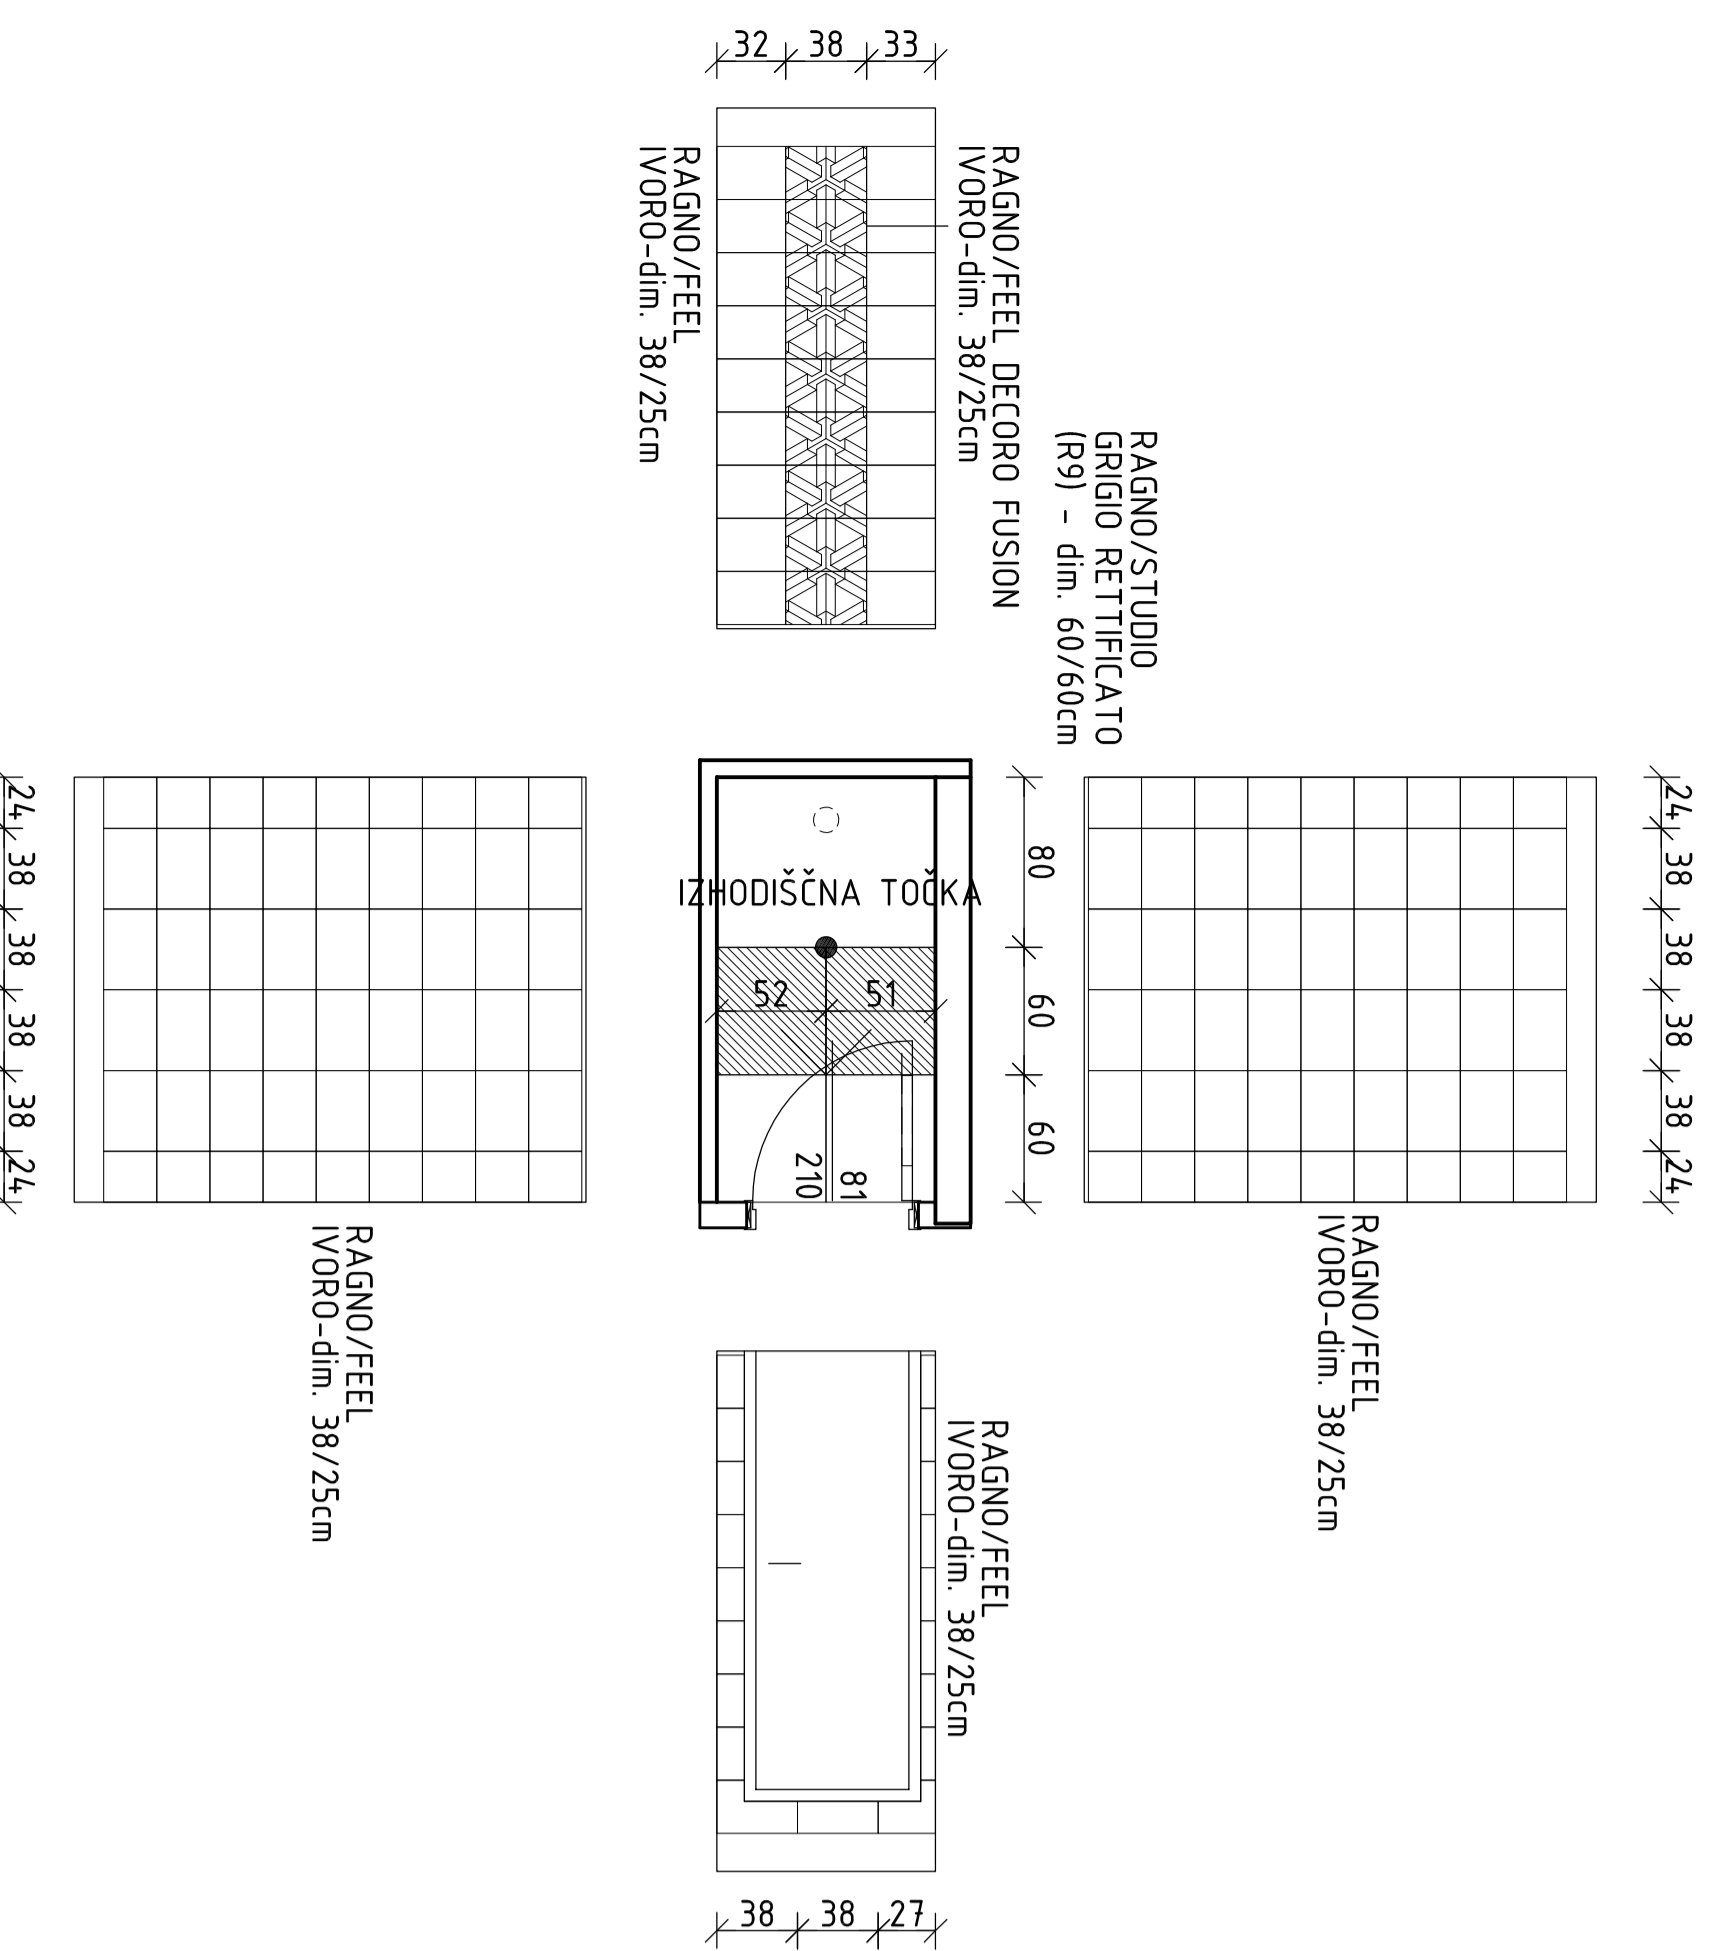 32 38 33
RAGNO/FEEL DECORO FUSION
IVORO-dim. 38/25cm
RAGNO/FEEL
IVORO-dim. 38/25cm
RAGNO/STUDIO
GRIGIO RETTIFICATO
(R9) - dim. 60/60cm
24 38 38 38 38 24
RAGNO/FEEL
IVORO-dim. 38/25cm
IZHODIŠČNA TOČKA
52 51
81
210
80 60 60
24 38 38 38 38 24
RAGNO/FEEL
IVORO-dim. 38/25cm
RAGNO/FEEL
IVORO-dim. 38/25cm
38 38 27